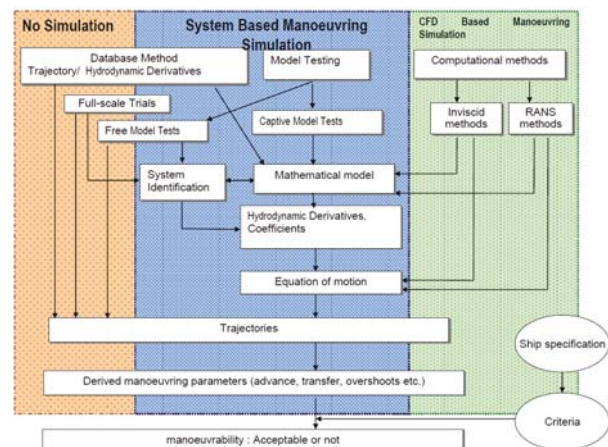 No Simulation
System Based Manoeuvring
Simulation
CFD Based Manoeuvring
Simulation
Database Method
Trajectory/ Hydrodynamic Derivatives
Model Testing
Computational methods
Full-scale Trials
Free Model Tests
Captive Model Tests
Inviscid
methods
RANS
methods
System
Identification
Mathematical model
Hydrodynamic Derivatives,
Coefficients
Equation of motion
Trajectories
Ship specification
Derived manoeuvring parameters (advance, transfer, overshoots etc.)
Criteria
manoeuvrability : Acceptable or not